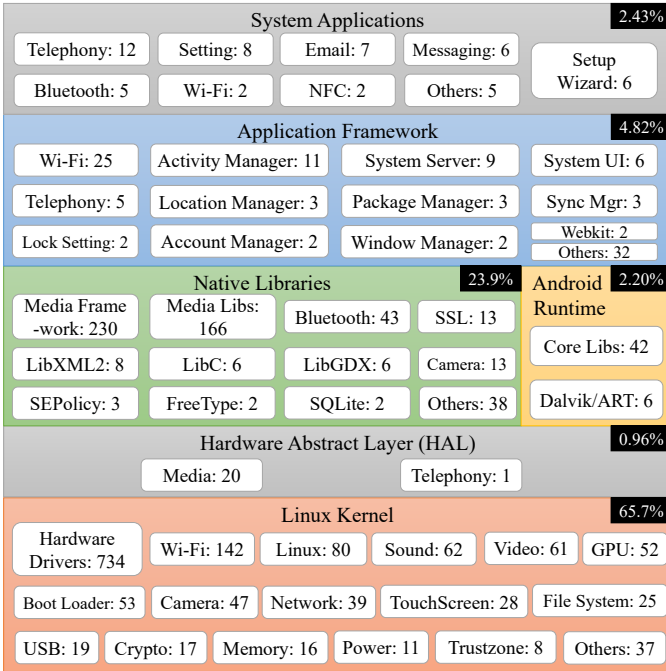 System Applications
2.43%
Telephony: 12
Setting: 8
Email: 7
Messaging: 6
Setup
Wizard: 6
Bluetooth: 5
Wi-Fi: 2
NFC: 2
Others: 5
Application Framework
4.82%
Wi-Fi: 25
Activity Manager: 11
System Server: 9
System UI: 6
Telephony: 5
Location Manager: 3
Package Manager: 3
Sync Mgr: 3
Lock Setting: 2
Account Manager: 2
Window Manager: 2
Webkit: 2
Others: 32
Native Libraries
23.9%
Media Frame
-work: 230
Media Libs:
166
Bluetooth: 43
SSL: 13
LibXML2: 8
LibC: 6
LibGDX: 6
Camera: 13
SEPolicy: 3
FreeType: 2
SQLite: 2
Others: 38
Android
Runtime
2.20%
Core Libs: 42
Dalvik/ART: 6
Hardware Abstract Layer (HAL)
0.96%
Media: 20
Telephony: 1
Linux Kernel
65.7%
Hardware
Drivers: 734
Wi-Fi: 142
Linux: 80
Sound: 62
Video: 61
GPU: 52
Boot Loader: 53
Camera: 47
Network: 39
TouchScreen: 28
File System: 25
USB: 19
Crypto: 17
Memory: 16
Power: 11
Trustzone: 8
Others: 37